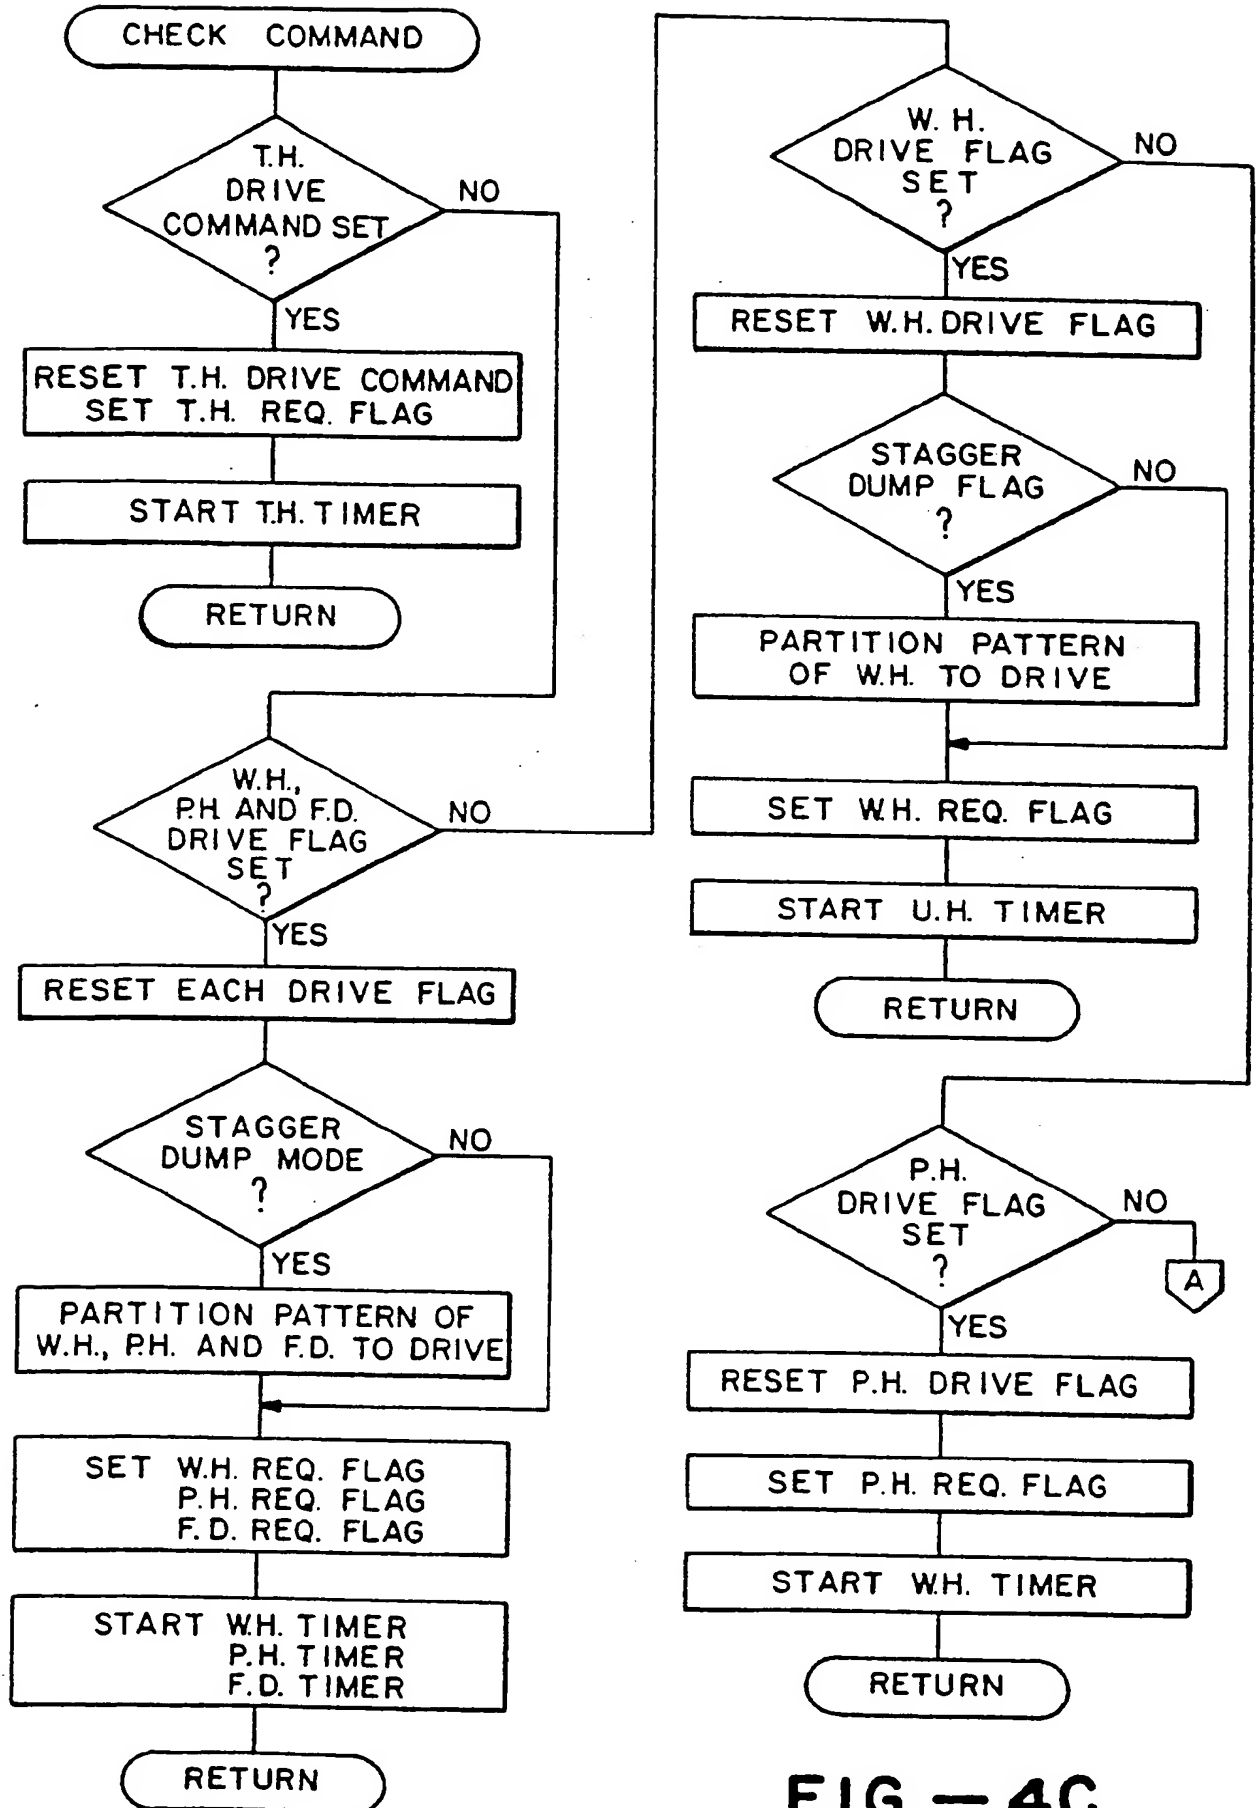 CHECK COMMAND
T.H.
DRIVE
COMMAND SET
?
NO
YES
RESET T.H. DRIVE COMMAND
SET T.H. REQ. FLAG
START T.H. TIMER
RETURN
W.H.,
P.H. AND F.D.
DRIVE FLAG
SET
?
NO
YES
RESET EACH DRIVE FLAG
STAGGER
DUMP MODE
?
NO
YES
PARTITION PATTERN OF
W.H., P.H. AND F.D. TO DRIVE
SET W.H. REQ. FLAG
P.H. REQ. FLAG
F.D. REQ. FLAG
START W.H. TIMER
P.H. TIMER
F.D. TIMER
RETURN
W. H.
DRIVE FLAG
SET
?
NO
YES
RESET W.H. DRIVE FLAG
STAGGER
DUMP FLAG
?
NO
YES
PARTITION PATTERN
OF W.H. TO DRIVE
SET W.H. REQ. FLAG
START U.H. TIMER
RETURN
P.H.
DRIVE FLAG
SET
?
NO
A
YES
RESET P.H. DRIVE FLAG
SET P.H. REQ. FLAG
START W.H. TIMER
RETURN
FIG — 4C